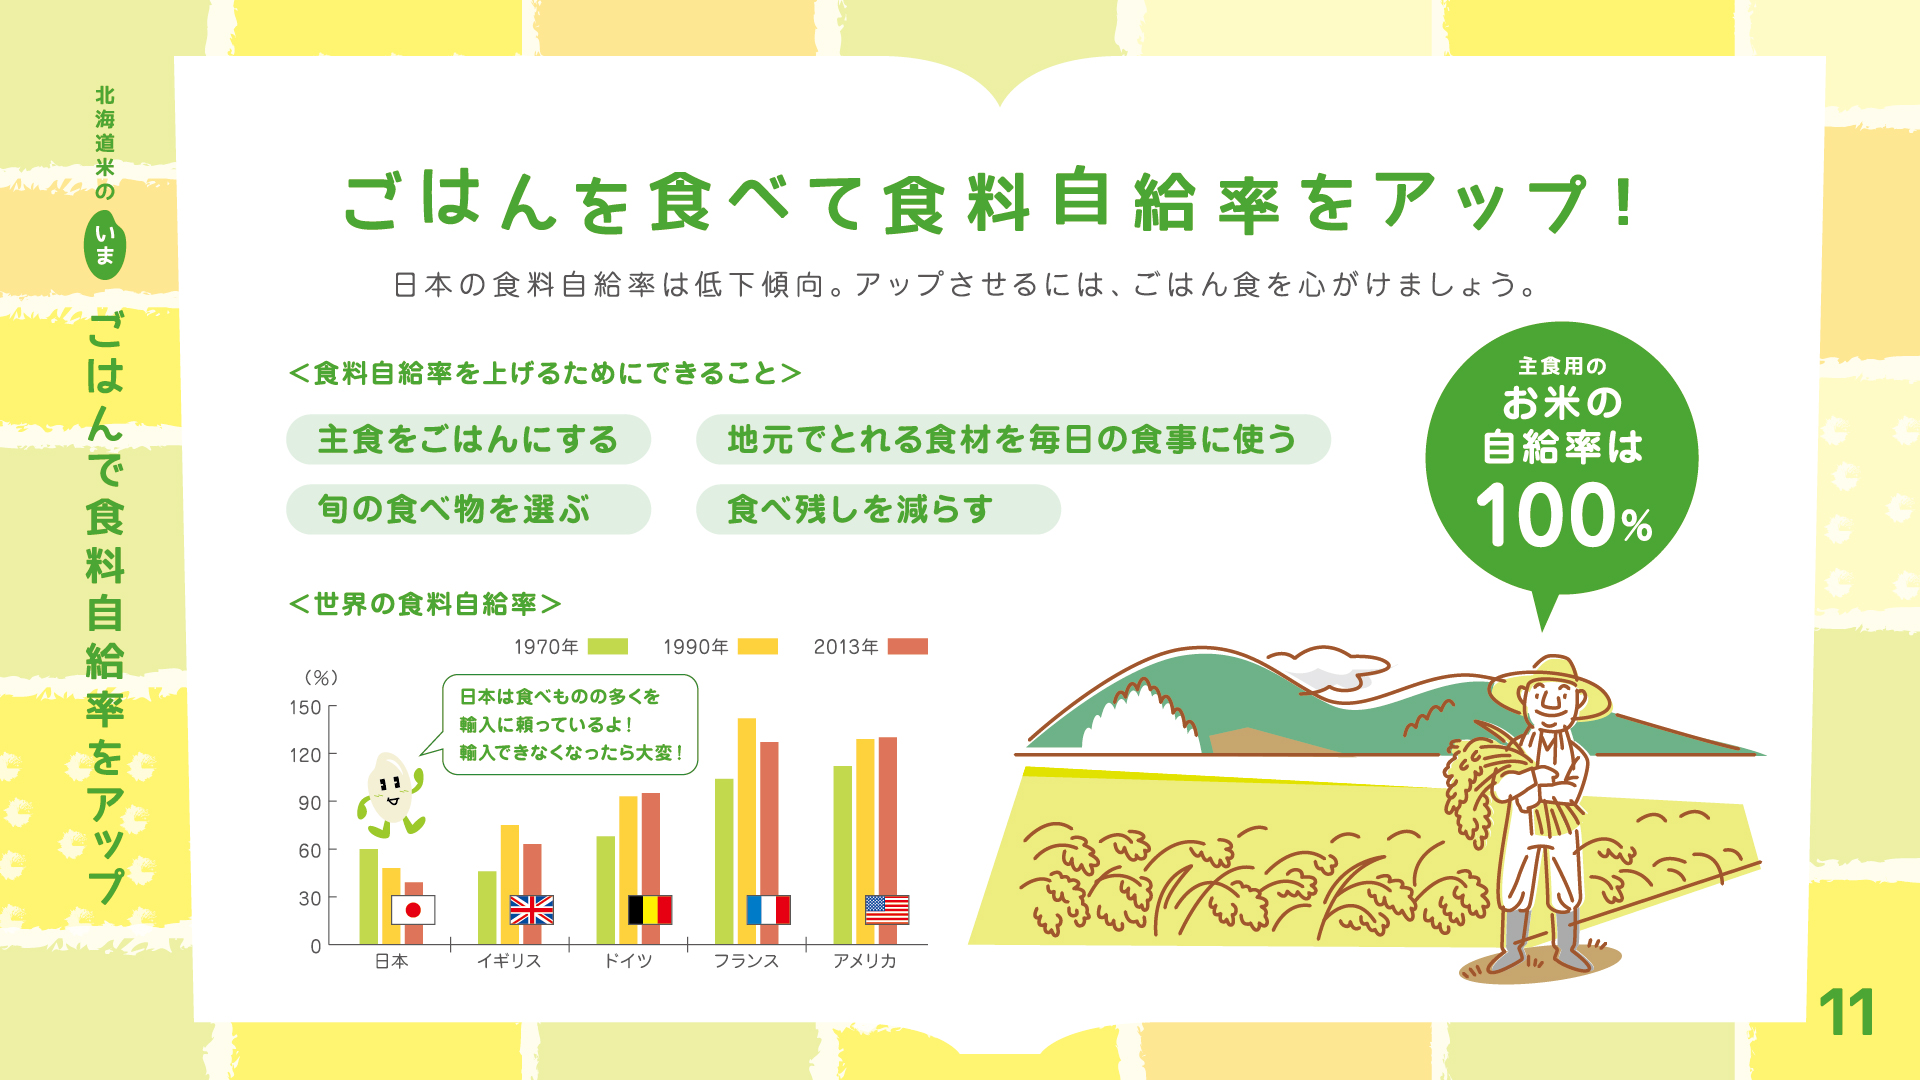 北海道米の いま
ごはんで食料自給率をアップ
ごはんを食べて食料自給率をアップ!
日本の食料自給率は低下傾向。アップさせるには、ごはん食を心がけましょう。
＜食料自給率を上げるためにできること＞
主食をごはんにする
地元でとれる食材を毎日の食事に使う
旬の食べ物を選ぶ
食べ残しを減らす
主食用の
お米の
自給率は
100%
＜世界の食料自給率＞
1970年 1990年 2013年
(%)
日本は食べものの多くを
輸入に頼っているよ!
輸入できなくなったら大変!
150
120
90
60
30
0
日本 イギリス ドイツ フランス アメリカ
11